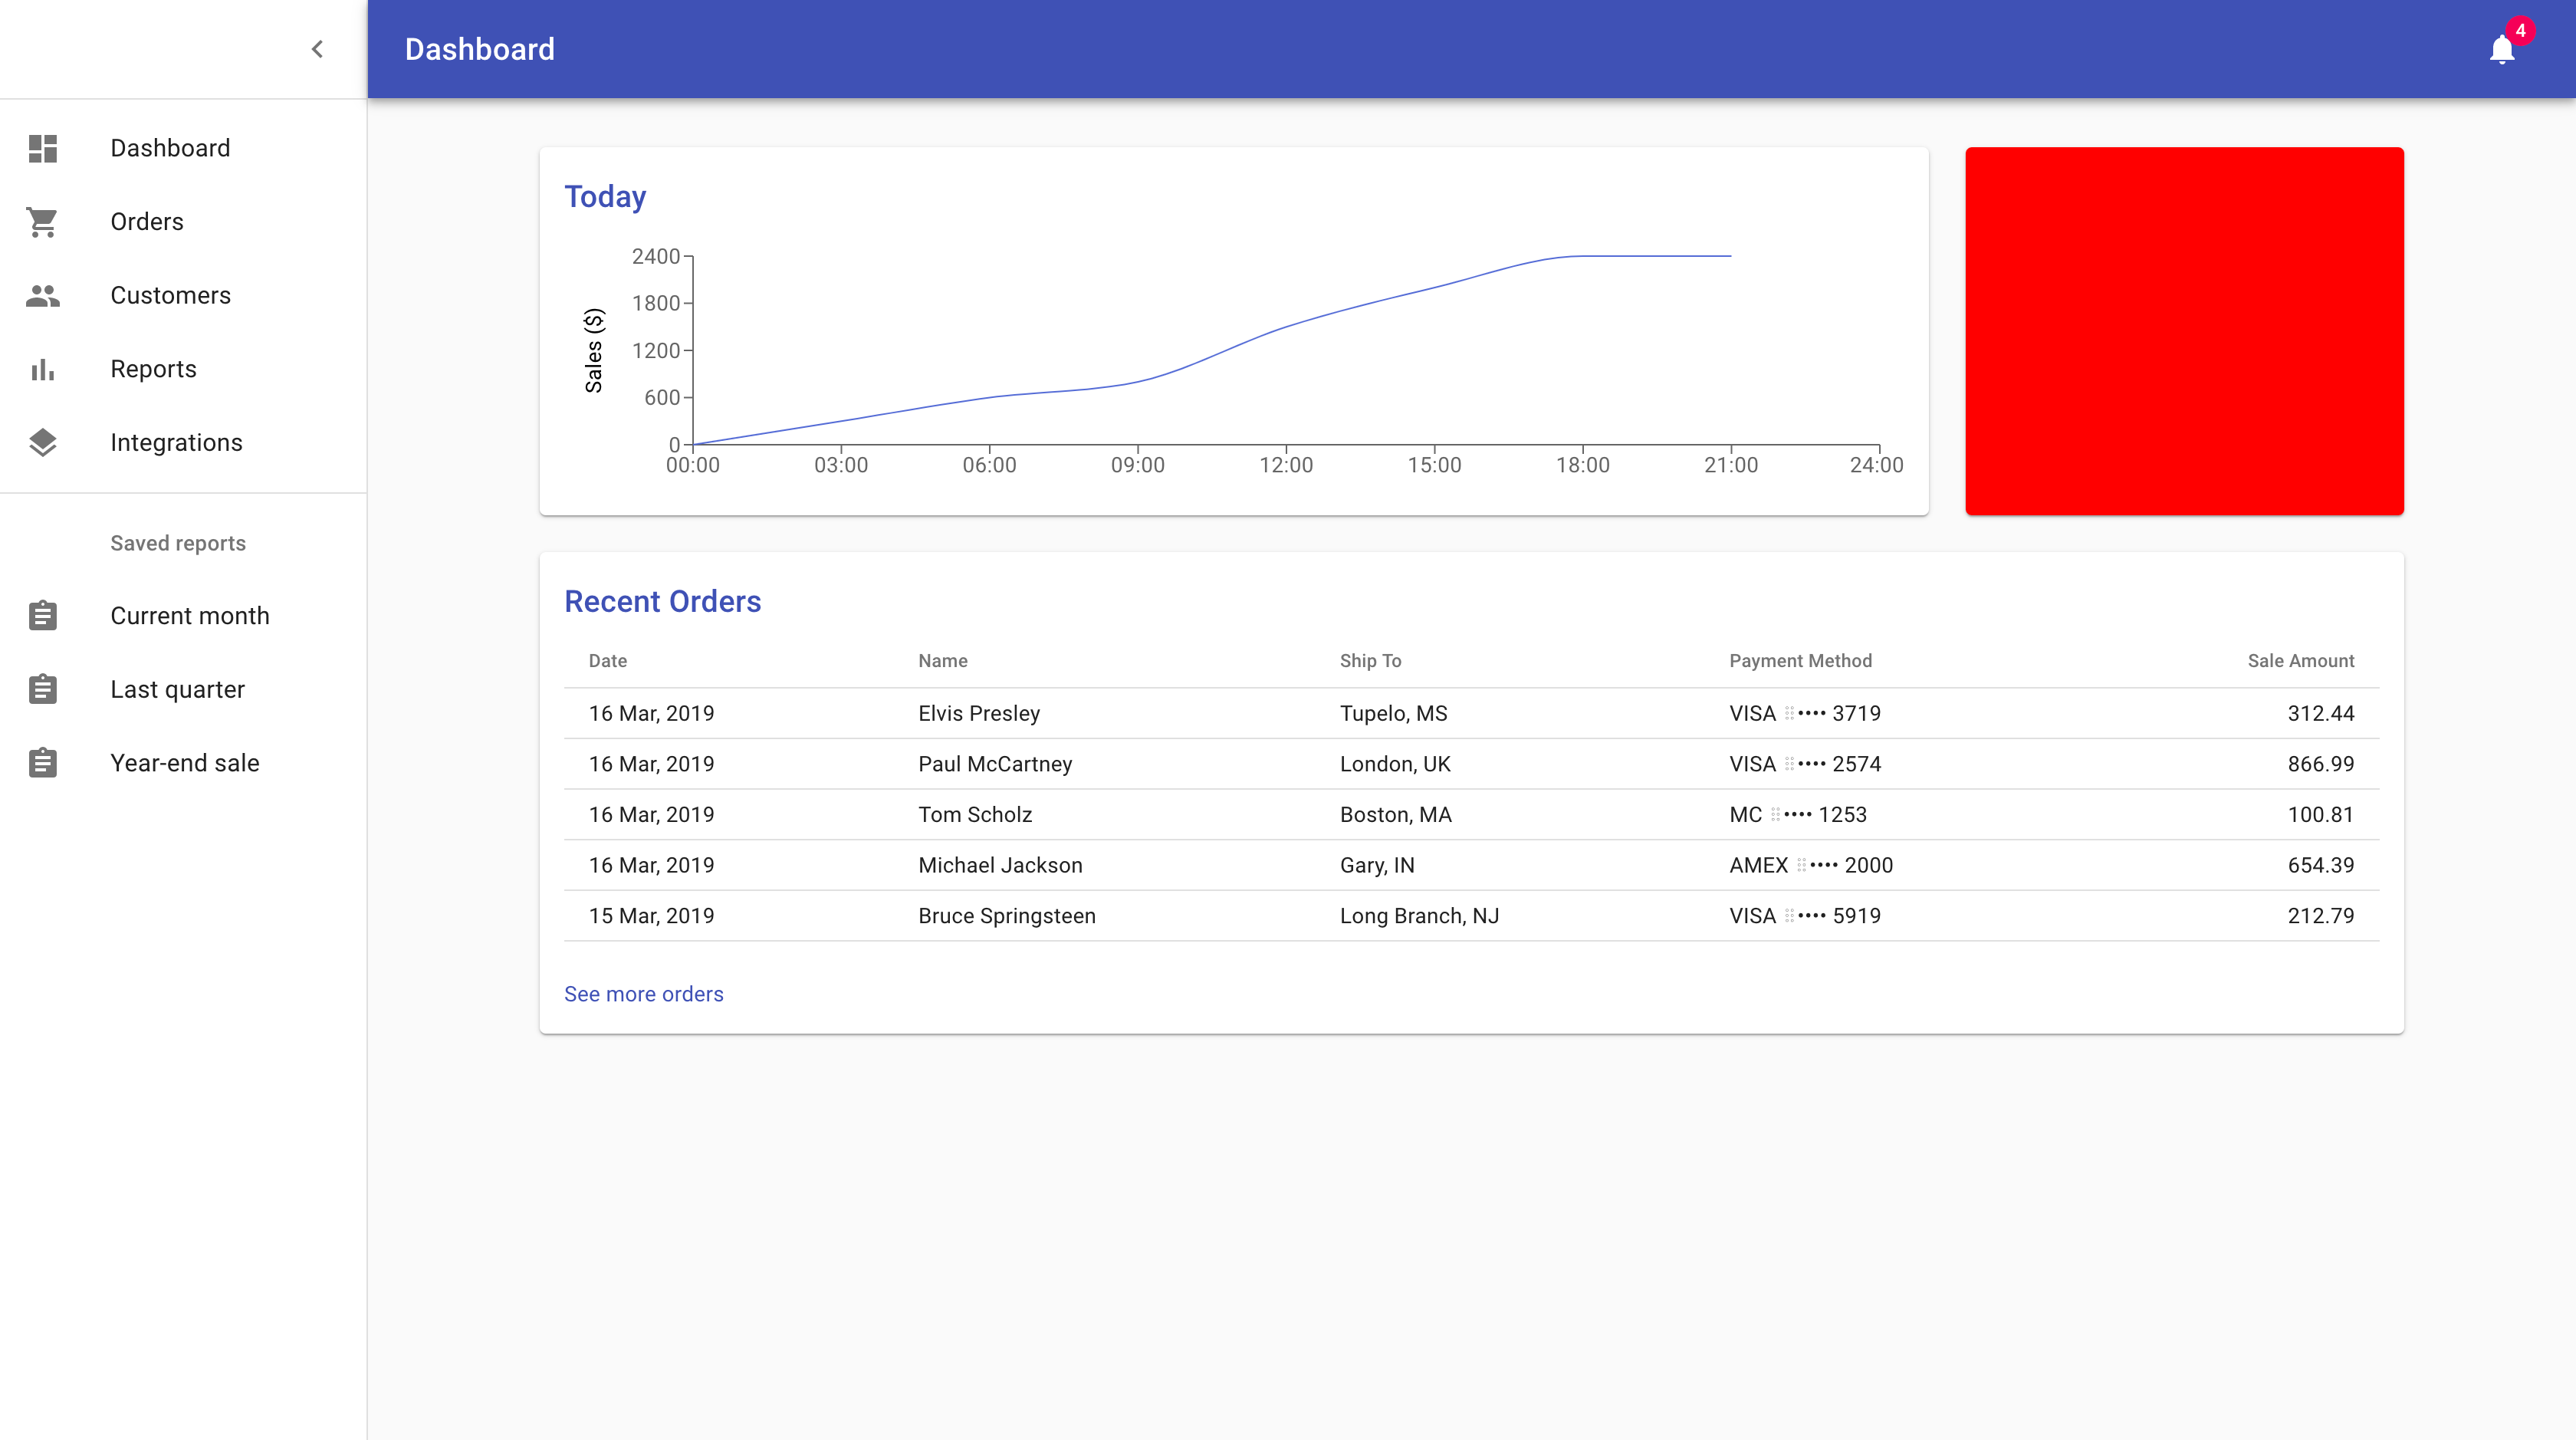 Dashboard
4
Dashboard
Orders
Customers
Reports
Integrations
Saved reports
Current month
Last quarter
Year-end sale
Today
Sales ($)
2400
1800
1200
600
0
00:00 03:00 06:00 09:00 12:00 15:00 18:00 21:00 24:00
Recent Orders
Date Name Ship To Payment Method Sale Amount
16 Mar, 2019 Elvis Presley Tupelo, MS VISA ⠿•••• 3719 312.44
16 Mar, 2019 Paul McCartney London, UK VISA ⠿•••• 2574 866.99
16 Mar, 2019 Tom Scholz Boston, MA MC ⠿•••• 1253 100.81
16 Mar, 2019 Michael Jackson Gary, IN AMEX ⠿•••• 2000 654.39
15 Mar, 2019 Bruce Springsteen Long Branch, NJ VISA ⠿•••• 5919 212.79
See more orders